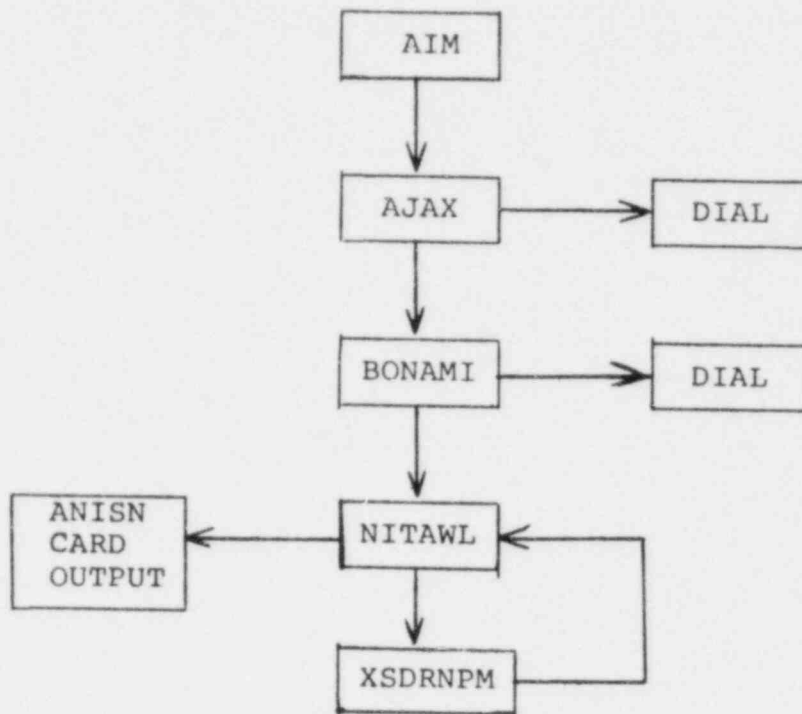 AIM
AJAX
DIAL
BONAMI
DIAL
ANISN
CARD
OUTPUT
NITAWL
XSDRNPM